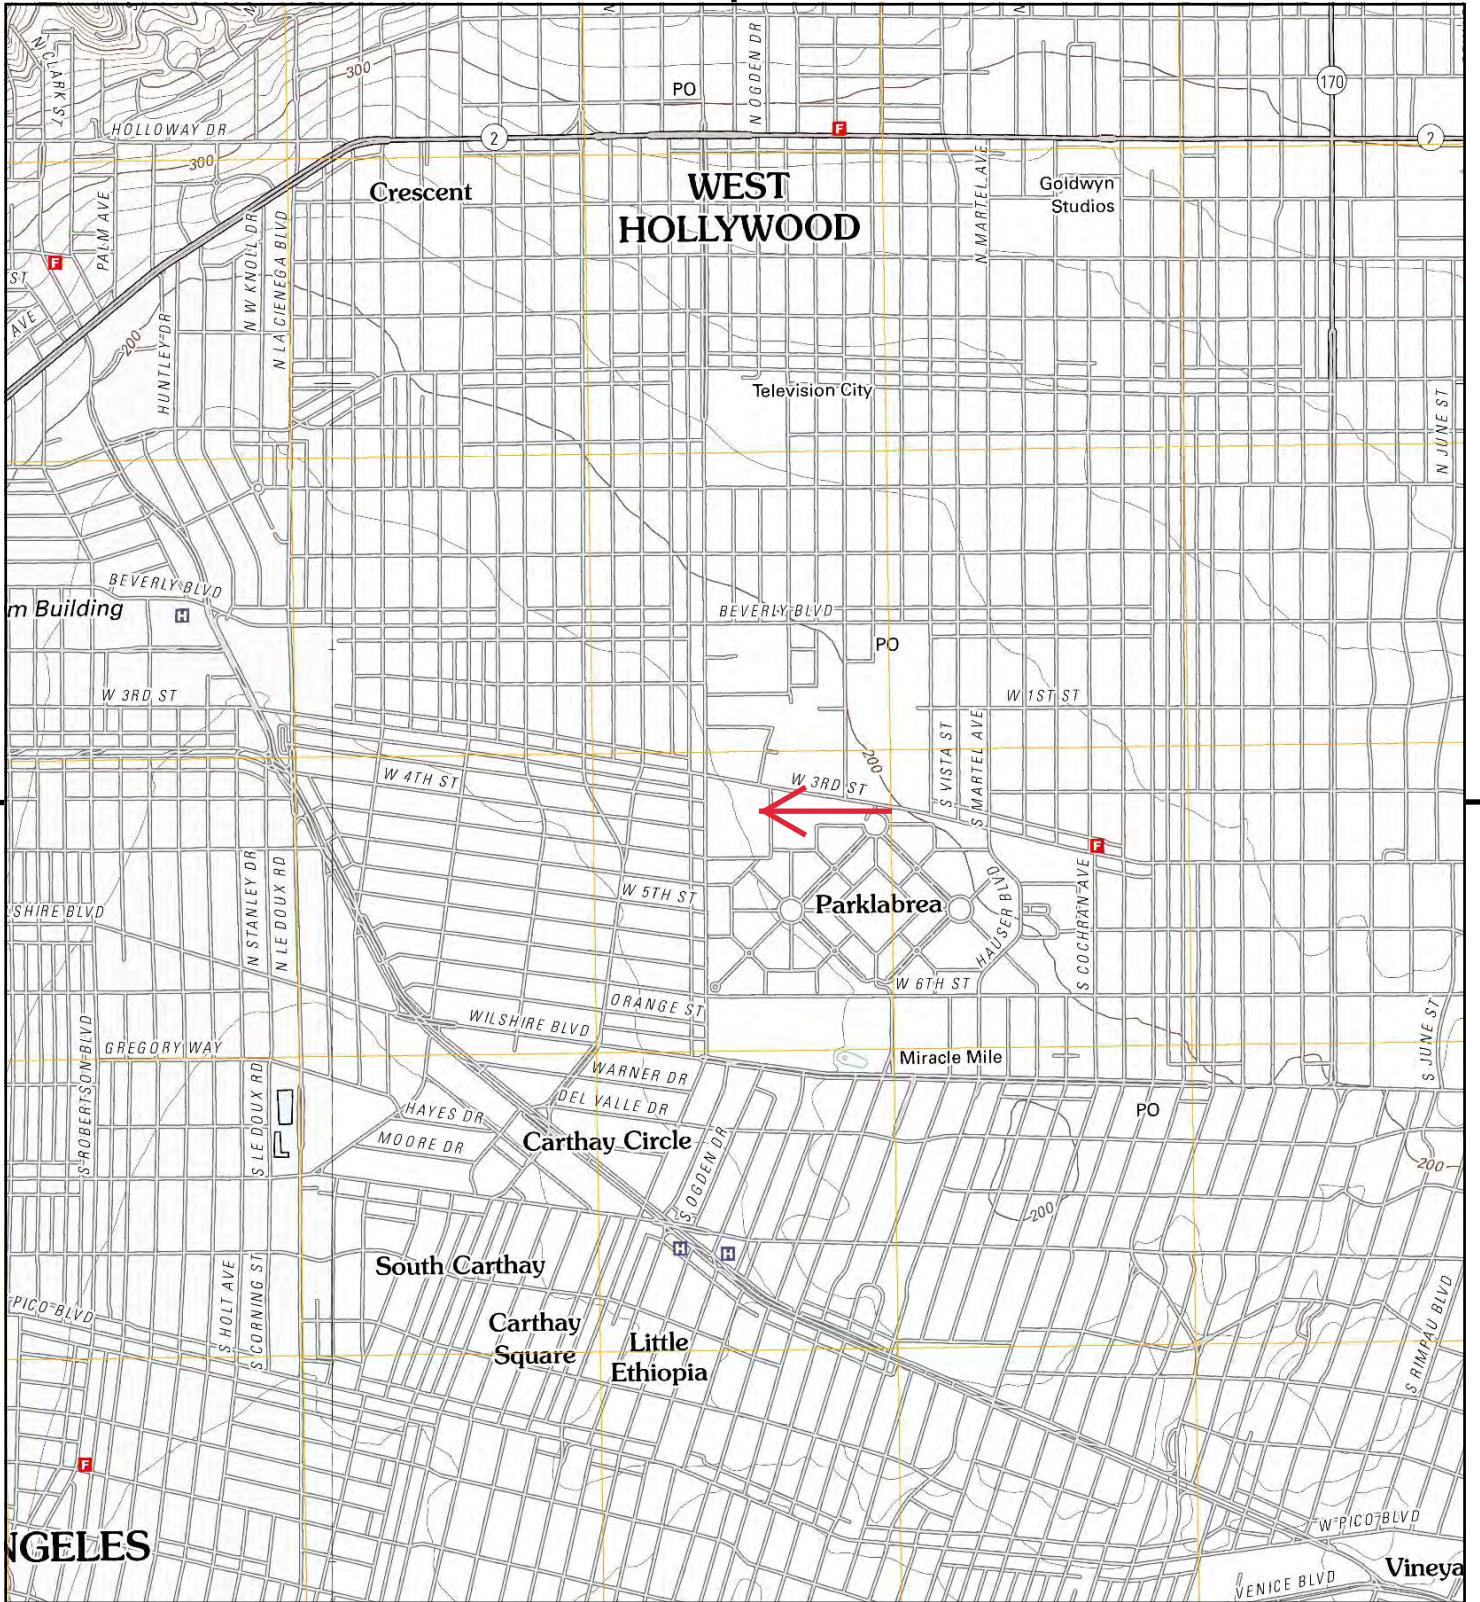 N CLARK ST
300
PO
N OGDEN DR
170
HOLLOWAY DR
2
F
2
300
Crescent
WEST
HOLLYWOOD
N MARTEL AVE
Goldwyn
Studios
PALM AVE
N W KNOLL DR
N LA CIENEGA BLVD
F
ST
AVE
200
HUNTLEY DR
Television City
N JUNE ST
BEVERLY BLVD
m Building
H
BEVERLY BLVD
PO
W 3RD ST
W 1ST ST
S VISTA ST
S MARTEL AVE
200
W 4TH ST
W 3RD ST
F
N STANLEY DR
N LE DOUX RD
W 5TH ST
Parklabrea
HAUSER BLVD
S COCHRAN AVE
SHIRE BLVD
W 6TH ST
ORANGE ST
WILSHIRE BLVD
S ROBERTSON BLVD
GREGORY WAY
Miracle Mile
S JUNE ST
WARNER DR
S LE DOUX RD
DEL VALLE DR
HAYES DR
PO
MOORE DR
Carthay Circle
S OGDEN DR
200
200
H
H
South Carthay
S HOLT AVE
S CORNING ST
PICO BLVD
Carthay
Square
Little
Ethiopia
S RIMPAU BLVD
F
NGELES
W PICO BLVD
Vineya
VENICE BLVD